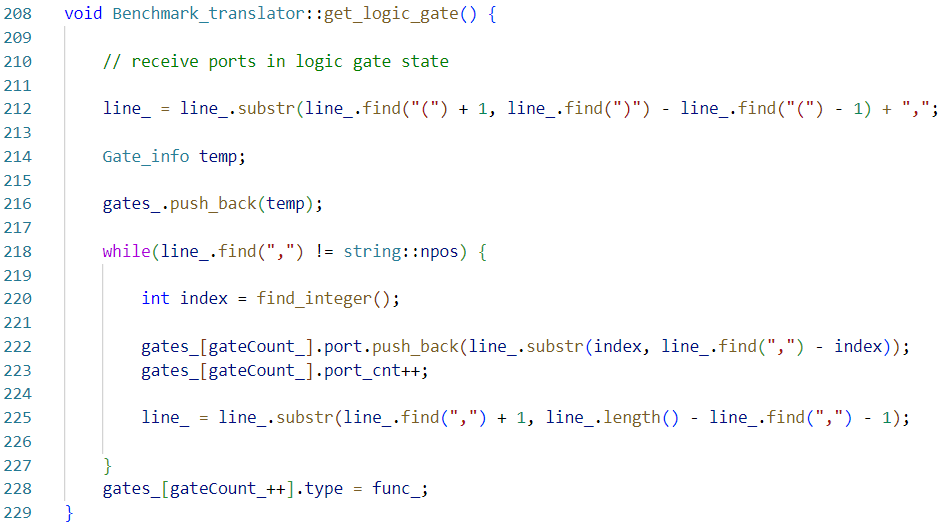 208 void Benchmark_translator::get_logic_gate() {
209
210 // receive ports in logic gate state
211
212 line_ = line_.substr(line_.find("(") + 1, line_.find(")") - line_.find("(") - 1) + ",";
213
214 Gate_info temp;
215
216 gates_.push_back(temp);
217
218 while(line_.find(",") != string::npos) {
219
220 int index = find_integer();
221
222 gates_[gateCount_].port.push_back(line_.substr(index, line_.find(",") - index));
223 gates_[gateCount_].port_cnt++;
224
225 line_ = line_.substr(line_.find(",") + 1, line_.length() - line_.find(",") - 1);
226
227 }
228 gates_[gateCount_++].type = func_;
229 }